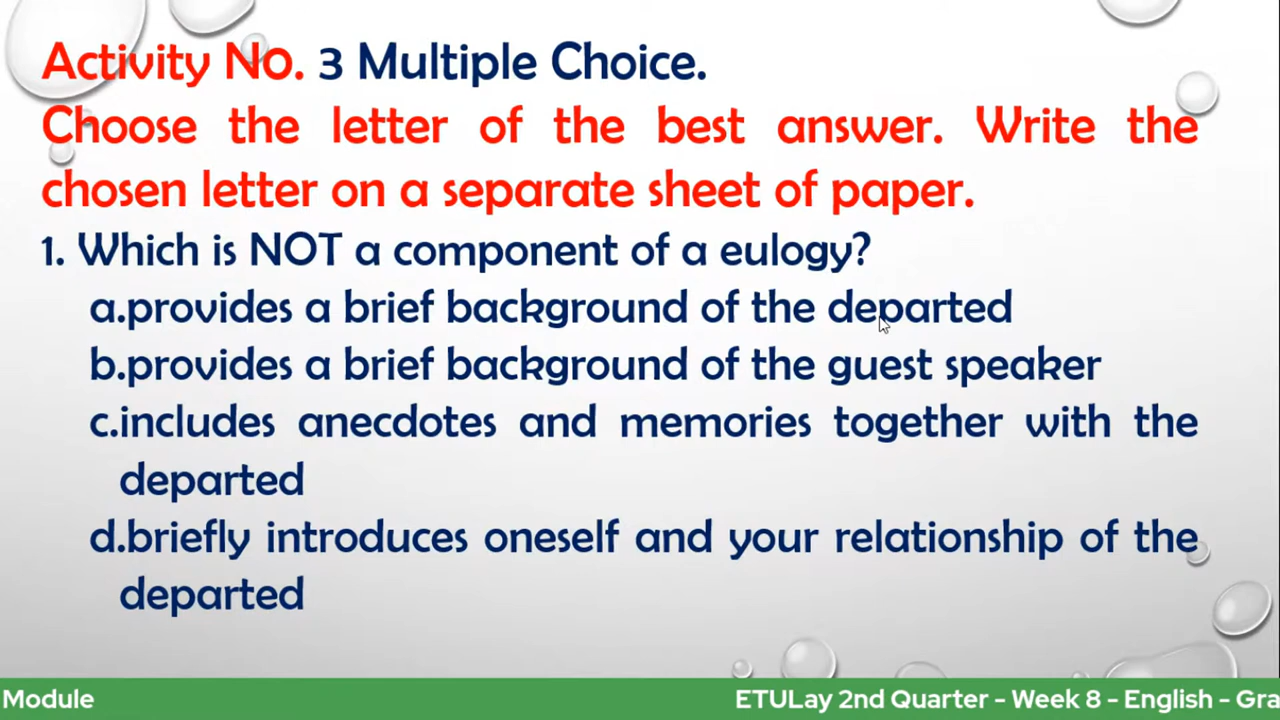 Activity No. 3 Multiple Choice.
Choose the letter of the best answer. Write the
chosen letter on a separate sheet of paper.
1. Which is NOT a component of a eulogy?
a.provides a brief background of the departed
b.provides a brief background of the guest speaker
c.includes anecdotes and memories together with the
departed
d.briefly introduces oneself and your relationship of the
departed
Module
ETULay 2nd Quarter - Week 8 - English - Gra